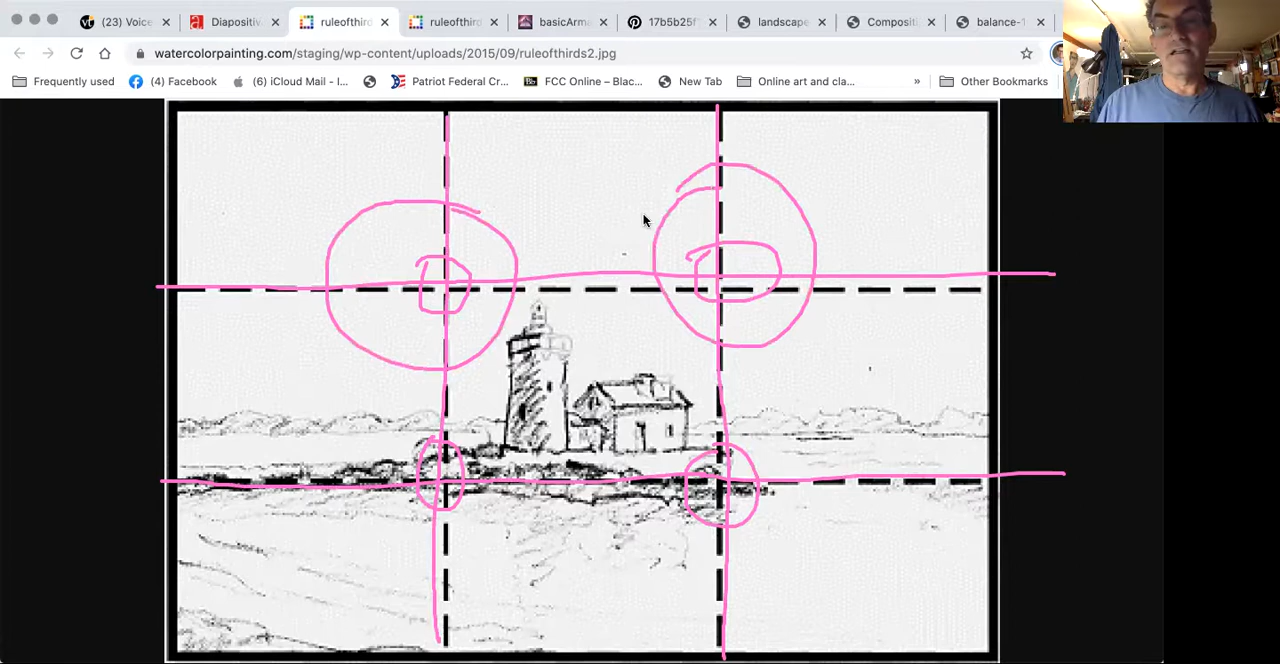 (23) Voice
Diapositiv
ruleofthird
ruleofthird
basicArma
17b5b25f
landscape
Compositi
balance-1
watercolorpainting.com/staging/wp-content/uploads/2015/09/ruleofthirds2.jpg
Frequently used
(4) Facebook
(6) iCloud Mail - I...
Patriot Federal Cr...
FCC Online – Blac...
New Tab
Online art and cla...
»
Other Bookmarks